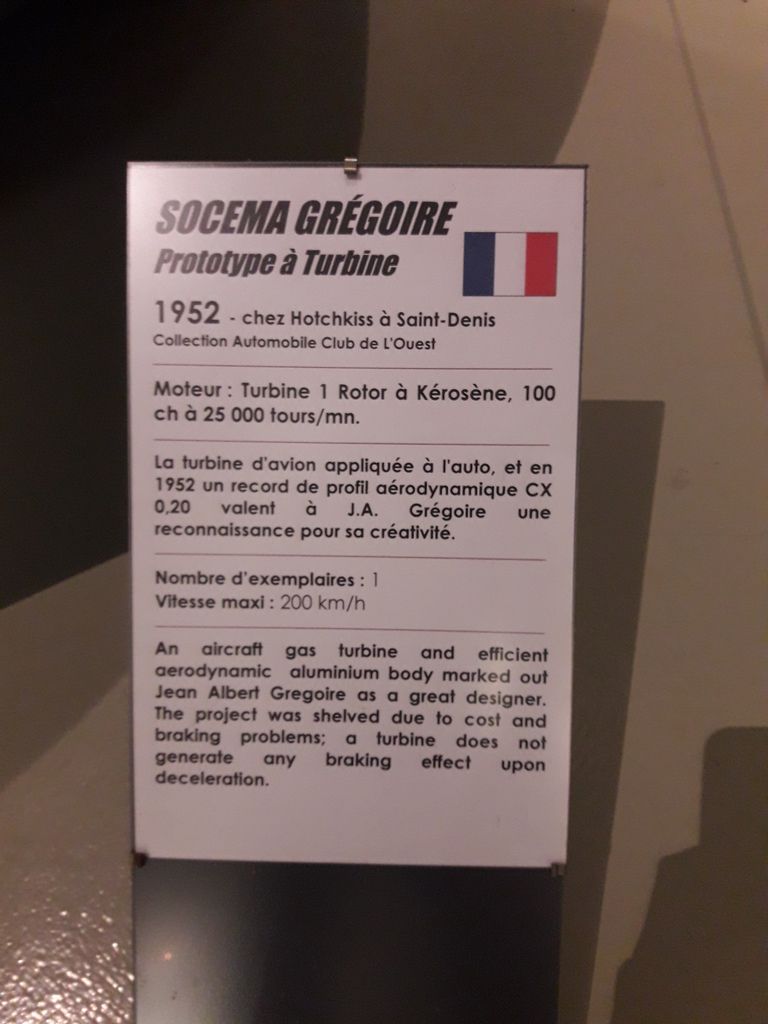 SOCEMA GRÉGOIRE
Prototype à Turbine
1952 - chez Hotchkiss à Saint-Denis
Collection Automobile Club de L'Ouest
Moteur : Turbine 1 Rotor à Kérosène, 100
ch à 25 000 tours/mn.
La turbine d'avion appliquée à l'auto, et en
1952 un record de profil aérodynamique CX
0,20 valent à J.A. Grégoire une
reconnaissance pour sa créativité.
Nombre d'exemplaires : 1
Vitesse maxi : 200 km/h
An aircraft gas turbine and efficient
aerodynamic aluminium body marked out
Jean Albert Gregoire as a great designer.
The project was shelved due to cost and
braking problems; a turbine does not
generate any braking effect upon
deceleration.